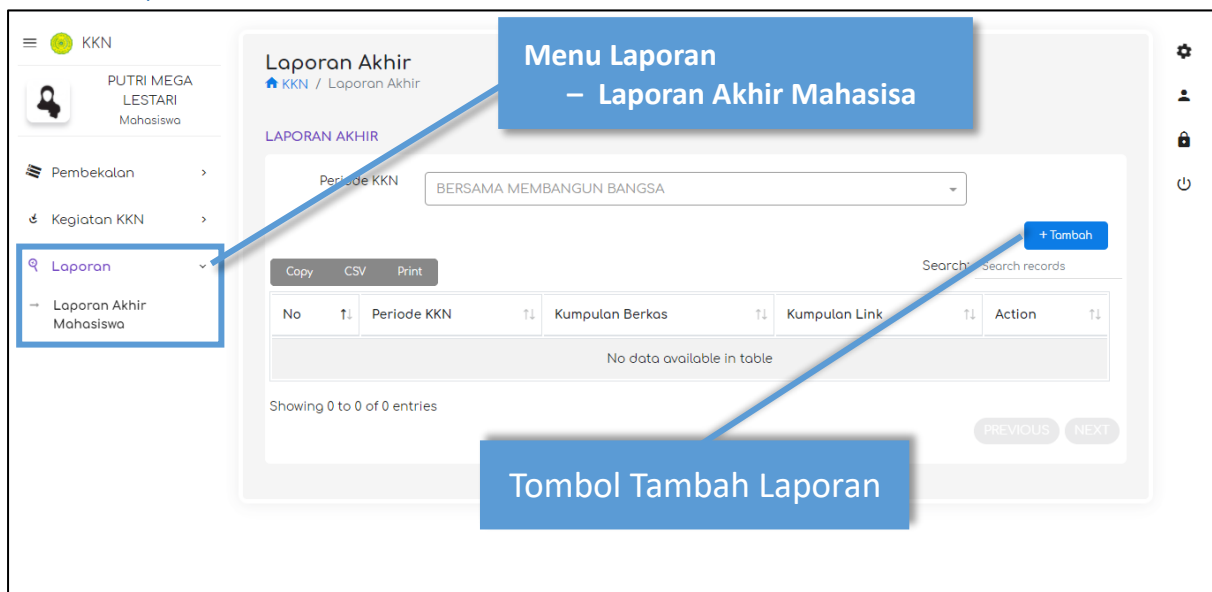 KKN
PUTRI MEGA
LESTARI
Mahasiswa
Pembekalan
Kegiatan KKN
Laporan
Laporan Akhir
Mahasiswa
Laporan Akhir
KKN / Laporan Akhir
Menu Laporan
– Laporan Akhir Mahasisa
LAPORAN AKHIR
Periode KKN
BERSAMA MEMBANGUN BANGSA
+ Tambah
Copy CSV Print
Search: Search records
No Periode KKN Kumpulan Berkas Kumpulan Link Action
No data available in table
Showing 0 to 0 of 0 entries
PREVIOUS NEXT
Tombol Tambah Laporan